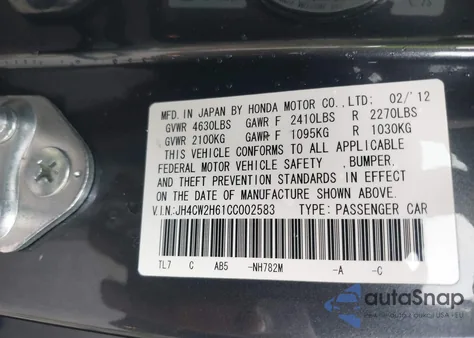 MFD. IN JAPAN BY HONDA MOTOR CO., LTD: 02/'12
GVWR 4630LBS GAWR F 2410LBS R 2270LBS
GVWR 2100KG GAWR F 1095KG R 1030KG
THIS VEHICLE CONFORMS TO ALL APPLICABLE
FEDERAL MOTOR VEHICLE SAFETY ,BUMPER,
AND THEFT PREVENTION STANDARDS IN EFFECT
ON THE DATE OF MANUFACTURE SHOWN ABOVE.
V.I.N:JH4CW2H61CC002583 TYPE: PASSENGER CAR
TL7 C AB5 -NH782M -A -C
autoSnap